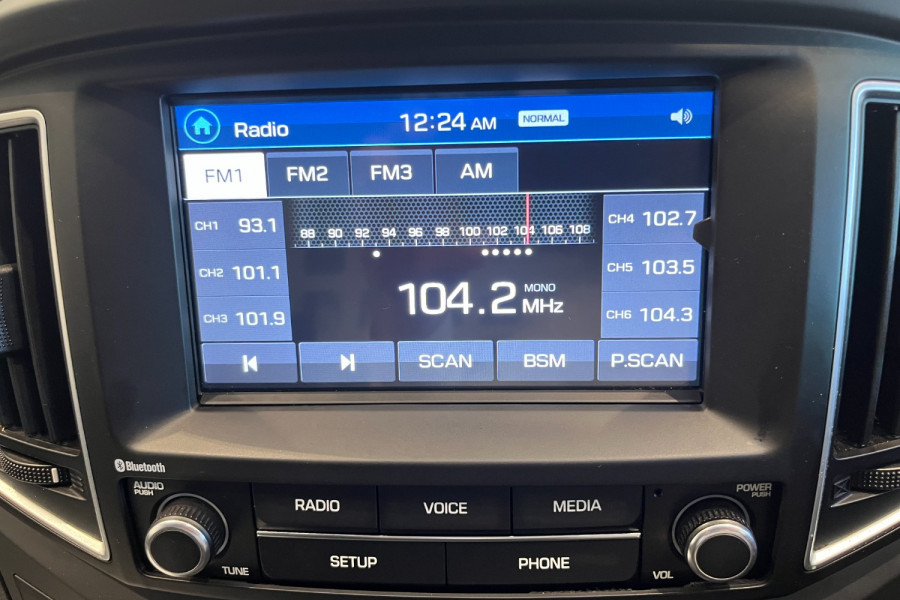 Radio 12:24 AM NORMAL
FM1 FM2 FM3 AM
CH1 93.1
CH2 101.1
CH3 101.9
88 90 92 94 96 98 100 102 104 106 108
104.2 MONO MHz
CH4 102.7
CH5 103.5
CH6 104.3
SCAN BSM P.SCAN
Bluetooth
AUDIO
PUSH
TUNE
RADIO VOICE MEDIA
SETUP PHONE
POWER
PUSH
VOL